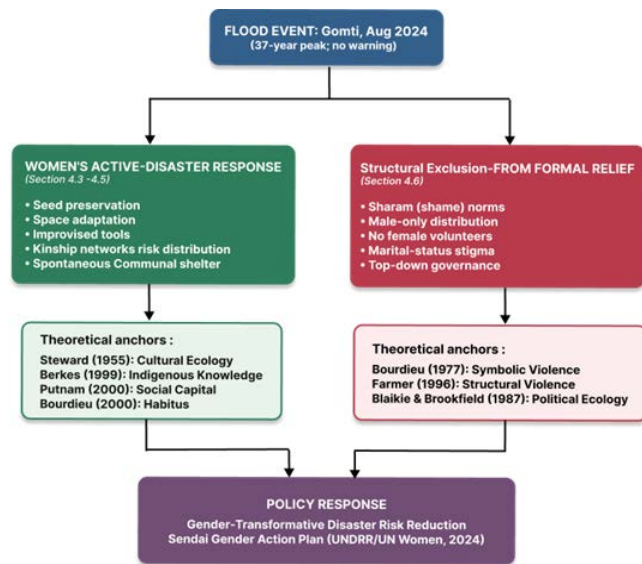 FLOOD EVENT: Gomti, Aug 2024
(37-year peak; no warning)
WOMEN'S ACTIVE-DISASTER RESPONSE
(Section 4.3 -4.5)
• Seed preservation
• Space adaptation
• Improvised tools
• Kinship networks risk distribution
• Spontaneous Communal shelter
Structural Exclusion-FROM FORMAL RELIEF
(Section 4.6)
• Sharam (shame) norms
• Male-only distribution
• No female volunteers
• Marital-status stigma
• Top-down governance
Theoretical anchors :
Steward (1955): Cultural Ecology
Berkes (1999): Indigenous Knowledge
Putnam (2000): Social Capital
Bourdieu (2000): Habitus
Theoretical anchors :
Bourdieu (1977): Symbolic Violence
Farmer (1996): Structural Violence
Blaikie & Brookfield (1987): Political Ecology
POLICY RESPONSE
Gender-Transformative Disaster Risk Reduction
Sendai Gender Action Plan (UNDRR/UN Women, 2024)